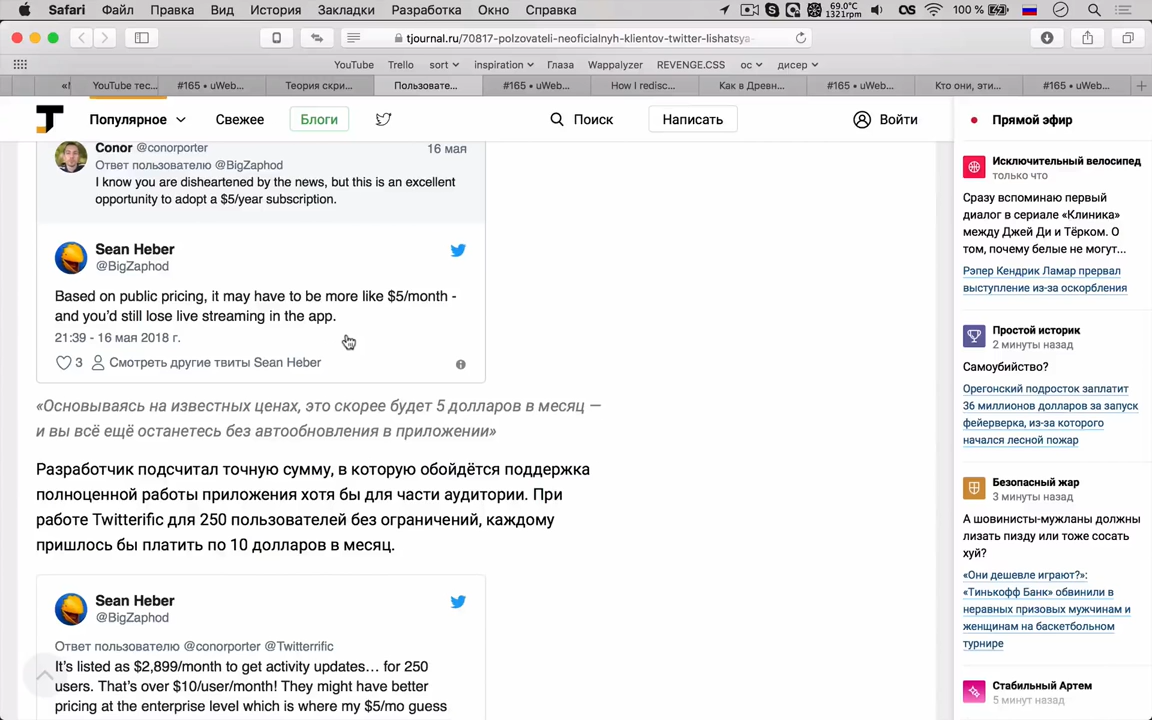 Safari Файл Правка Вид История Закладки Разработка Окно Справка 69.0°C 1321rpm 100 %
tjournal.ru/70817-polzovateli-neoficialnyh-klientov-twitter-lishatsya-
YouTube Trello sort inspiration Глаза Wappalyzer REVENGE.CSS ос дисер
YouTube тес... #165 • uWeb... Теория скри... Пользовате... #165 • uWeb... How I redisc... Как в Древн... #165 • uWeb... Кто они, эти... #165 • uWeb...
Популярное Свежее Блоги Поиск Написать Войти
Conor @conorporter 16 мая
Ответ пользователю @BigZaphod
I know you are disheartened by the news, but this is an excellent
opportunity to adopt a $5/year subscription.
Sean Heber
@BigZaphod
Based on public pricing, it may have to be more like $5/month -
and you’d still lose live streaming in the app.
21:39 - 16 мая 2018 г.
3 Смотреть другие твиты Sean Heber
«Основываясь на известных ценах, это скорее будет 5 долларов в месяц —
и вы всё ещё останетесь без автообновления в приложении»
Разработчик подсчитал точную сумму, в которую обойдётся поддержка
полноценной работы приложения хотя бы для части аудитории. При
работе Twitterific для 250 пользователей без ограничений, каждому
пришлось бы платить по 10 долларов в месяц.
Sean Heber
@BigZaphod
Ответ пользователю @conorporter @Twitterrific
It’s listed as $2,899/month to get activity updates… for 250
users. That’s over $10/user/month! They might have better
pricing at the enterprise level which is where my $5/mo guess
Прямой эфир
Исключительный велосипед
только что
Сразу вспоминаю первый
диалог в сериале «Клиника»
между Джей Ди и Тёрком. О
том, почему белые не могут...
Рэпер Кендрик Ламар прервал
выступление из-за оскорбления
Простой историк
2 минуты назад
Самоубийство?
Орегонский подросток заплатит
36 миллионов долларов за запуск
фейерверка, из-за которого
начался лесной пожар
Безопасный жар
3 минуты назад
А шовинисты-мужланы должны
лизать пизду или тоже сосать
хуй?
«Они дешевле играют?»:
«Тинькофф Банк» обвинили в
неравных призовых мужчинам и
женщинам на баскетбольном
турнире
Стабильный Артем
5 минут назад